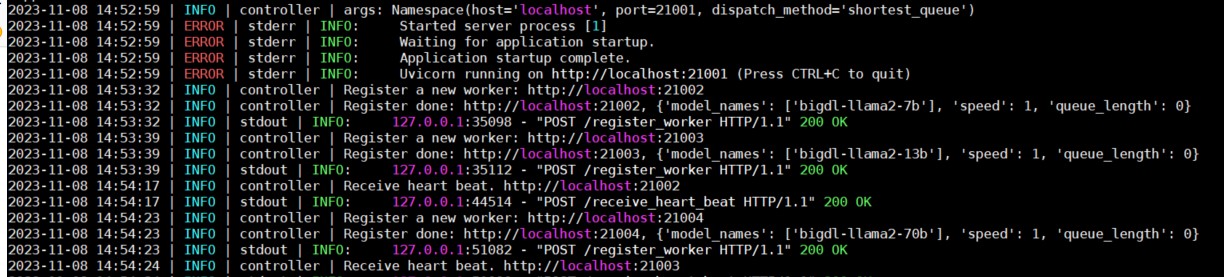 2023-11-08 14:52:59 | INFO | controller | args: Namespace(host='localhost', port=21001, dispatch_method='shortest_queue')
2023-11-08 14:52:59 | ERROR | stderr | INFO:     Started server process [1]
2023-11-08 14:52:59 | ERROR | stderr | INFO:     Waiting for application startup.
2023-11-08 14:52:59 | ERROR | stderr | INFO:     Application startup complete.
2023-11-08 14:52:59 | ERROR | stderr | INFO:     Uvicorn running on http://localhost:21001 (Press CTRL+C to quit)
2023-11-08 14:53:32 | INFO | controller | Register a new worker: http://localhost:21002
2023-11-08 14:53:32 | INFO | controller | Register done: http://localhost:21002, {'model_names': ['bigdl-llama2-7b'], 'speed': 1, 'queue_length': 0}
2023-11-08 14:53:32 | INFO | stdout | INFO:     127.0.0.1:35098 - "POST /register_worker HTTP/1.1" 200 OK
2023-11-08 14:53:39 | INFO | controller | Register a new worker: http://localhost:21003
2023-11-08 14:53:39 | INFO | controller | Register done: http://localhost:21003, {'model_names': ['bigdl-llama2-13b'], 'speed': 1, 'queue_length': 0}
2023-11-08 14:53:39 | INFO | stdout | INFO:     127.0.0.1:35112 - "POST /register_worker HTTP/1.1" 200 OK
2023-11-08 14:54:17 | INFO | controller | Receive heart beat. http://localhost:21002
2023-11-08 14:54:17 | INFO | stdout | INFO:     127.0.0.1:44514 - "POST /receive_heart_beat HTTP/1.1" 200 OK
2023-11-08 14:54:23 | INFO | controller | Register a new worker: http://localhost:21004
2023-11-08 14:54:23 | INFO | controller | Register done: http://localhost:21004, {'model_names': ['bigdl-llama2-70b'], 'speed': 1, 'queue_length': 0}
2023-11-08 14:54:23 | INFO | stdout | INFO:     127.0.0.1:51082 - "POST /register_worker HTTP/1.1" 200 OK
2023-11-08 14:54:24 | INFO | controller | Receive heart beat. http://localhost:21003